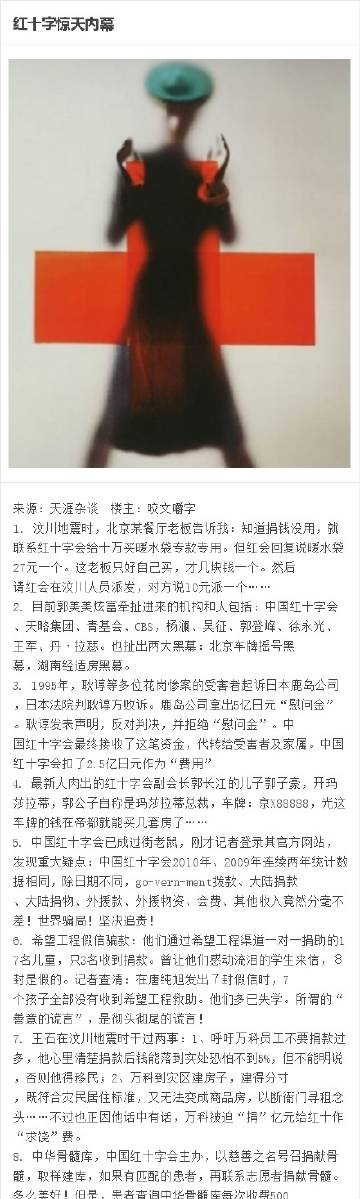 红十字惊天内幕
来源：天涯杂谈 楼主：咬文嚼字
1. 汶川地震时，北京某餐厅老板告诉我：知道捐钱没用，就
联系红十字会给十万买暖水袋专款专用。但红会回复说暖水袋
27元一个。这老板只好自己买，才几块钱一个。然后
请红会在汶川人员派发，对方说10元派一个……
2. 目前郭美美炫富牵扯进来的机构和人包括：中国红十字会
、天略集团、青基会、CBS，杨澜、吴征、郭登峰、徐永光、
王军、丹·拉瑟。也扯出两大黑幕：北京车牌摇号黑
幕，湖南经适房黑幕。
3. 1995年，耿谆等多位花岗惨案的受害者起诉日本鹿岛公司
，日本法院判耿谆方败诉。鹿岛公司拿出5亿日元“慰问金”
。耿谆发表声明，反对判决，并拒绝“慰问金”。中
国红十字会最终接收了这笔资金，代转给受害者及家属。中国
红十字会扣了2.5亿日元作为“费用”
4. 最新人肉出的红十字会副会长郭长江的儿子郭子豪，开玛
莎拉蒂，郭公子自称是玛莎拉蒂总裁，车牌：京X88888，光这
车牌的钱在帝都就能买几套房了……
5. 中国红十字会已成过街老鼠，刚才记者登录其官方网站，
发现重大疑点：中国红十字会2010年、2009年连续两年统计数
据相同，除日期不同，go-vern-ment拨款、大陆捐款
、大陆捐物、外援款、外援物资、会费、其他收入竟然分毫不
差！世界骗局！坚决追责！
6. 希望工程假信骗款：他们通过希望工程渠道一对一捐助的1
7名儿童，只3名收到捐款。曾让他们感动流泪的学生来信，8
封是假的。记者查清：在唐纯旭发出了封假信时，7
个孩子全部没有收到希望工程救助。他们多已失学。所谓的“
善意的谎言”，是彻头彻尾的谎言！
7. 王石在汶川地震时干过两事：1、呼吁万科员工不要捐款过
多，他心里清楚捐款后钱能落到实处恐怕不到5%，但不能明说
，否则他得移民；2、万科到灾区建房子，建得分寸
，既符合灾民居住标准，又无法变成商品房，以断衙门寻租念
头……不过也正因他话中有话，万科被迫“捐”亿元给红十作
“求饶”费。
8. 中华骨髓库，中国红十字会主办，以慈善之名号召捐献骨
髓，取样建库，如果有匹配的患者，再联系志愿者捐献骨髓。
多么美好！但是，患者查询中华骨髓库每次收费500